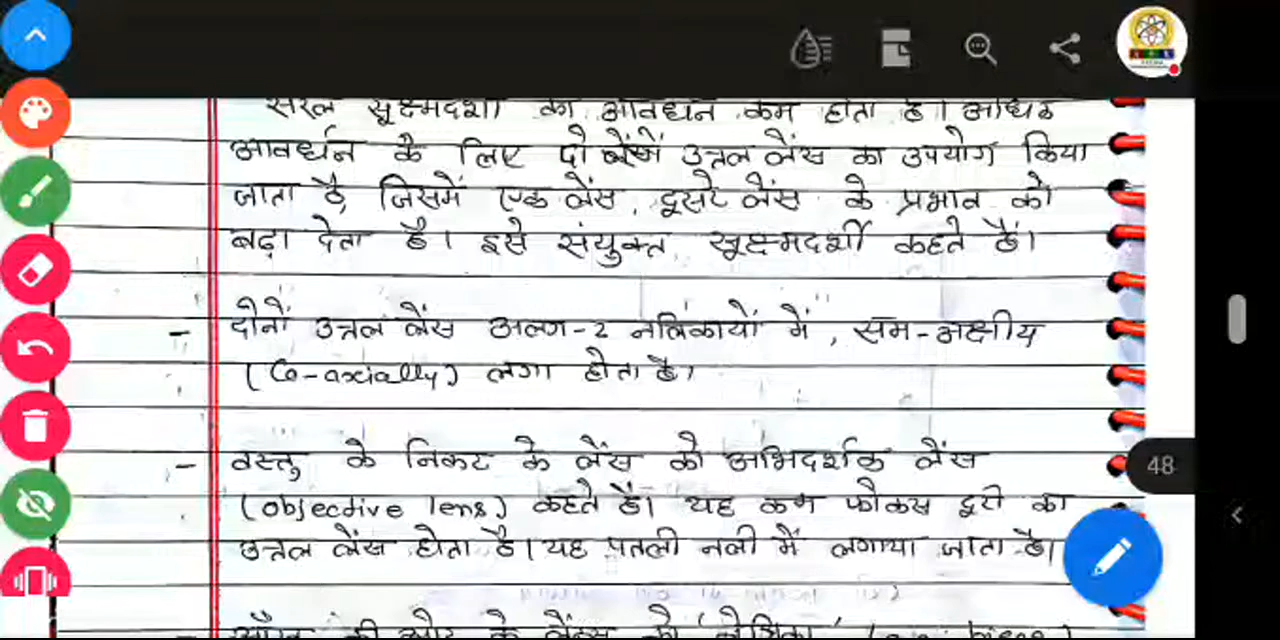 सरल सूक्ष्मदर्शी का आवर्धन कम होता है। अधिक
आवर्धन के लिए दो उत्तल लेंस का उपयोग किया
जाता है, जिसमें एक लेंस, दूसरे लेंस के प्रभाव को
बढ़ा देता है। इसे संयुक्त सूक्ष्मदर्शी कहते हैं।
- दोनों उत्तल लेंस अलग-2 नलिकायों में, सम-अक्षीय
(Co-axially) लगा होता है।
- वस्तु के निकट के लेंस को अभिदर्शक लेंस
48
(objective lens) कहते हैं। यह कम फोकस दूरी का
उत्तल लेंस होता है। यह पतली नली में लगाया जाता है।
- आँख की ओर के लेंस को